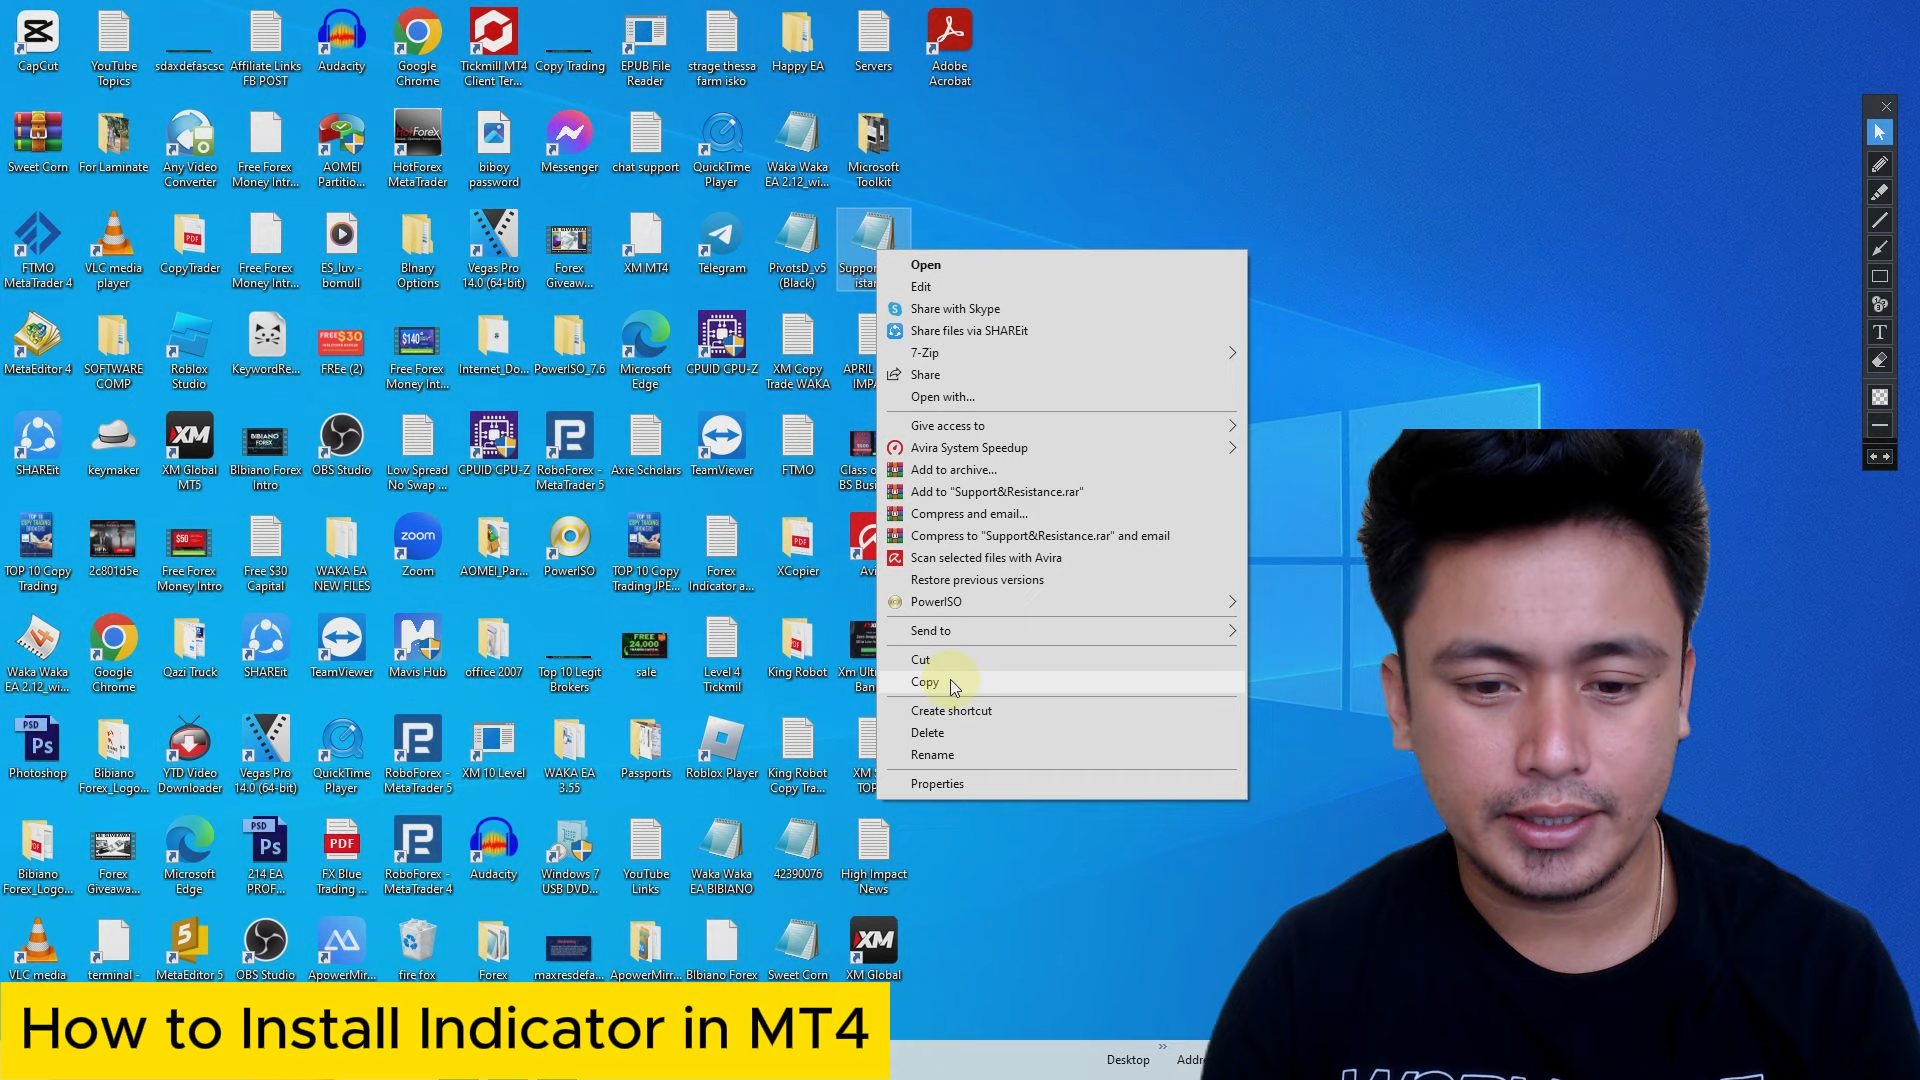 CapCut
YouTube
Topics
sdaxdefascsc
Affiliate Links
FB POST
Audacity
Google
Chrome
Tickmill MT4
Client Ter...
Copy Trading
EPUB File
Reader
strage thessa
farm isko
Happy EA
Servers
Adobe
Acrobat
Sweet Corn
For Laminate
Any Video
Converter
Free Forex
Money Intr...
AOMEI
Partitio...
HotForex
MetaTrader
biboy
password
Messenger
chat support
QuickTime
Player
Waka Waka
EA 2.12_wi...
Microsoft
Toolkit
FTMO
MetaTrader 4
VLC media
player
CopyTrader
Free Forex
Money Intr...
ES_luv -
bomull
BInary
Options
Vegas Pro
14.0 (64-bit)
Forex
Giveaw...
XM MT4
Telegram
PivotsD_v5
(Black)
MetaEditor 4
SOFTWARE
COMP
Roblox
Studio
KeywordRe...
FREe (2)
Free Forex
Money Int...
Internet_Do...
PowerISO_7.6
Microsoft
Edge
CPUID CPU-Z
XM Copy
Trade WAKA
APRIL
SHAREit
keymaker
XM Global
MT5
BIbiano Forex
Intro
OBS Studio
Low Spread
No Swap ...
CPUID CPU-Z
RoboForex -
MetaTrader 5
Axie Scholars
TeamViewer
FTMO
TOP 10 Copy
Trading
2c801d5e
Free Forex
Money Intro
Free $30
Capital
WAKA EA
NEW FILES
Zoom
AOMEI_Par...
PowerISO
TOP 10 Copy
Trading JPE...
Forex
Indicator a...
XCopier
Waka Waka
EA 2.12_wi...
Google
Chrome
Qazi Truck
SHAREit
TeamViewer
Mavis Hub
office 2007
Top 10 Legit
Brokers
sale
Level 4
Tickmil
King Robot
Photoshop
Bibiano
Forex_Logo...
YTD Video
Downloader
Vegas Pro
14.0 (64-bit)
QuickTime
Player
RoboForex -
MetaTrader 5
XM 10 Level
WAKA EA
3.55
Passports
Roblox Player
King Robot
Copy Tra...
Bibiano
Forex_Logo...
Forex
Giveawa...
Microsoft
Edge
214 EA
PROF...
FX Blue
Trading ...
RoboForex -
MetaTrader 4
Audacity
Windows 7
USB DVD...
YouTube
Links
Waka Waka
EA BIBIANO
42390076
High Impact
News
VLC media
terminal -
MetaEditor 5
OBS Studio
ApowerMir...
fire fox
Forex
maxresdefa...
ApowerMirr...
BIbiano Forex
Sweet Corn
XM Global
Open
Edit
Share with Skype
Share files via SHAREit
7-Zip
Share
Open with...
Give access to
Avira System Speedup
Add to archive...
Add to "Support&Resistance.rar"
Compress and email...
Compress to "Support&Resistance.rar" and email
Scan selected files with Avira
Restore previous versions
PowerISO
Send to
Cut
Copy
Create shortcut
Delete
Rename
Properties
How to Install Indicator in MT4
Desktop